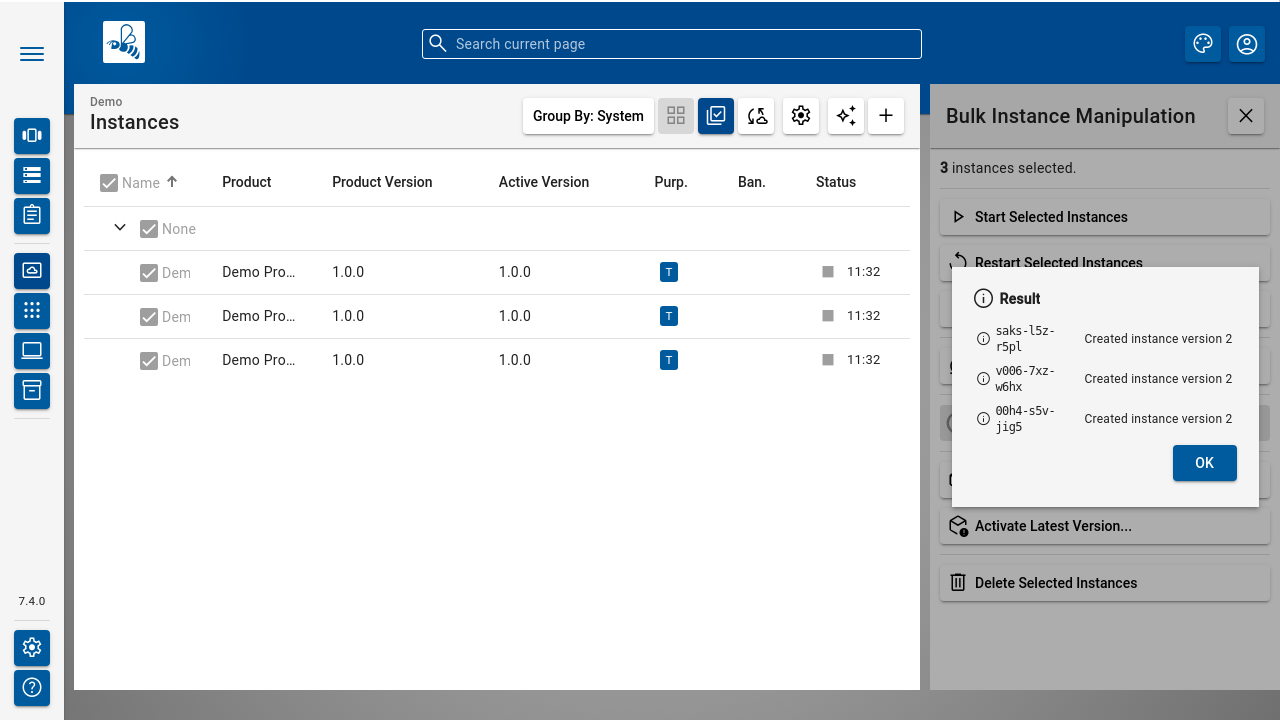 Search current page
Demo
Instances
Group By: System
Bulk Instance Manipulation
3 instances selected.
Name Product Product Version Active Version Purp. Ban. Status
None
Dem Demo Pro... 1.0.0 1.0.0 T 11:32
Dem Demo Pro... 1.0.0 1.0.0 T 11:32
Dem Demo Pro... 1.0.0 1.0.0 T 11:32
Start Selected Instances
Restart Selected Instances
Result
saks-l5z-
r5pl
Created instance version 2
v006-7xz-
w6hx
Created instance version 2
00h4-s5v-
jig5
Created instance version 2
OK
Activate Latest Version...
Delete Selected Instances
7.4.0